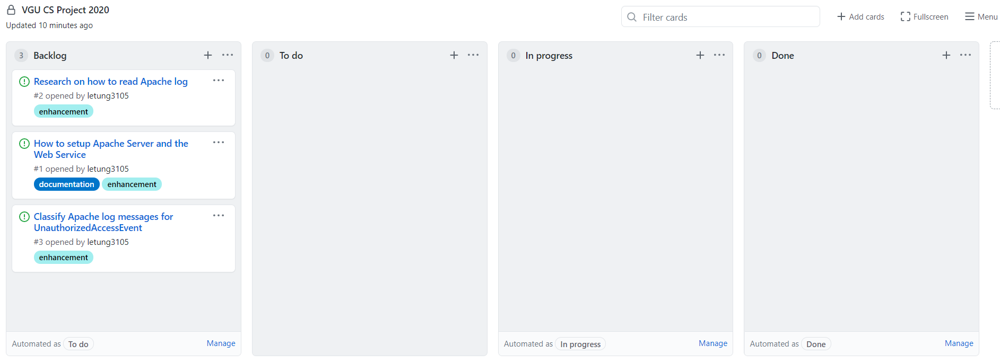 VGU CS Project 2020
Updated 10 minutes ago
Filter cards
Add cards
Fullscreen
Menu
3 Backlog
Research on how to read Apache log
#2 opened by letung3105
enhancement
How to setup Apache Server and the
Web Service
#1 opened by letung3105
documentation enhancement
Classify Apache log messages for
UnauthorizedAccessEvent
#3 opened by letung3105
enhancement
Automated as To do Manage
0 To do
0 In progress
Automated as In progress Manage
0 Done
Automated as Done Manage